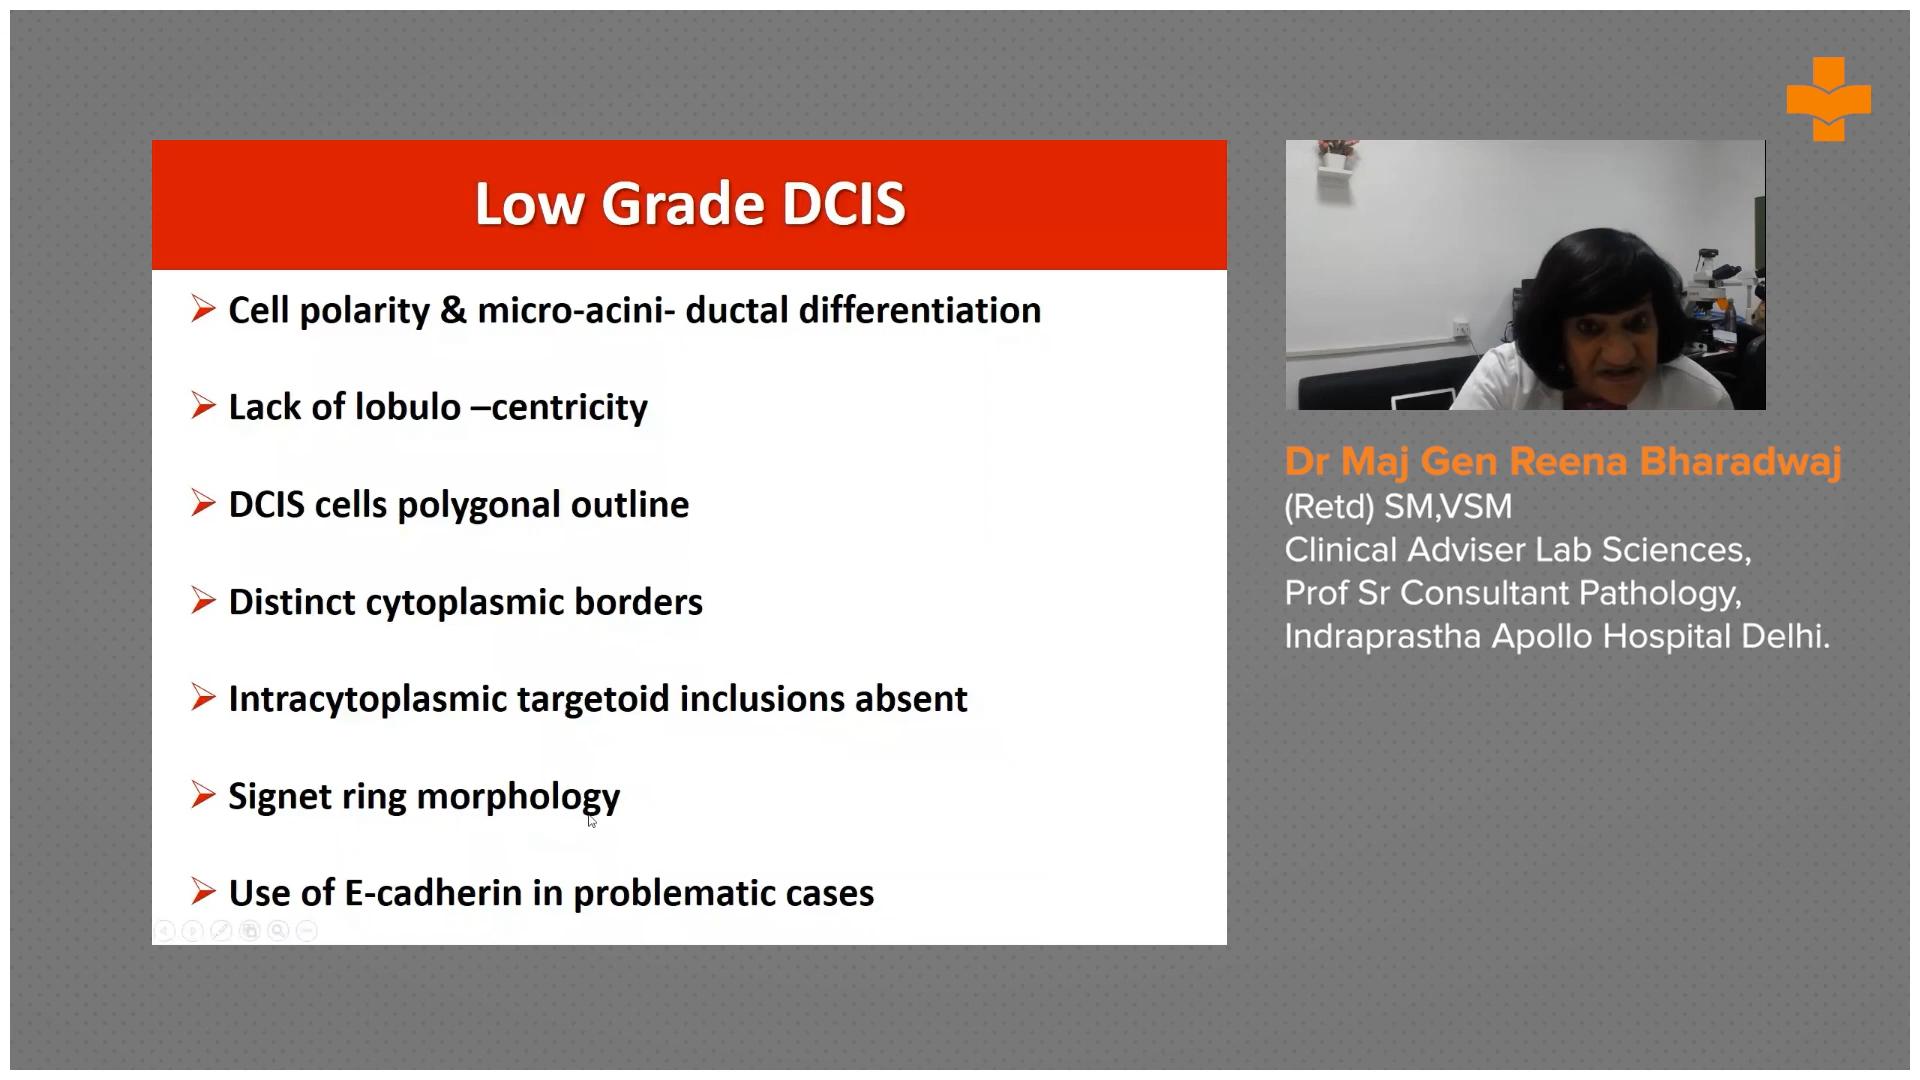 Low Grade DCIS
Cell polarity & micro-acini- ductal differentiation
Lack of lobulo –centricity
DCIS cells polygonal outline
Distinct cytoplasmic borders
Intracytoplasmic targetoid inclusions absent
Signet ring morphology
Use of E-cadherin in problematic cases
Dr Maj Gen Reena Bharadwaj
(Retd) SM,VSM
Clinical Adviser Lab Sciences,
Prof Sr Consultant Pathology,
Indraprastha Apollo Hospital Delhi.